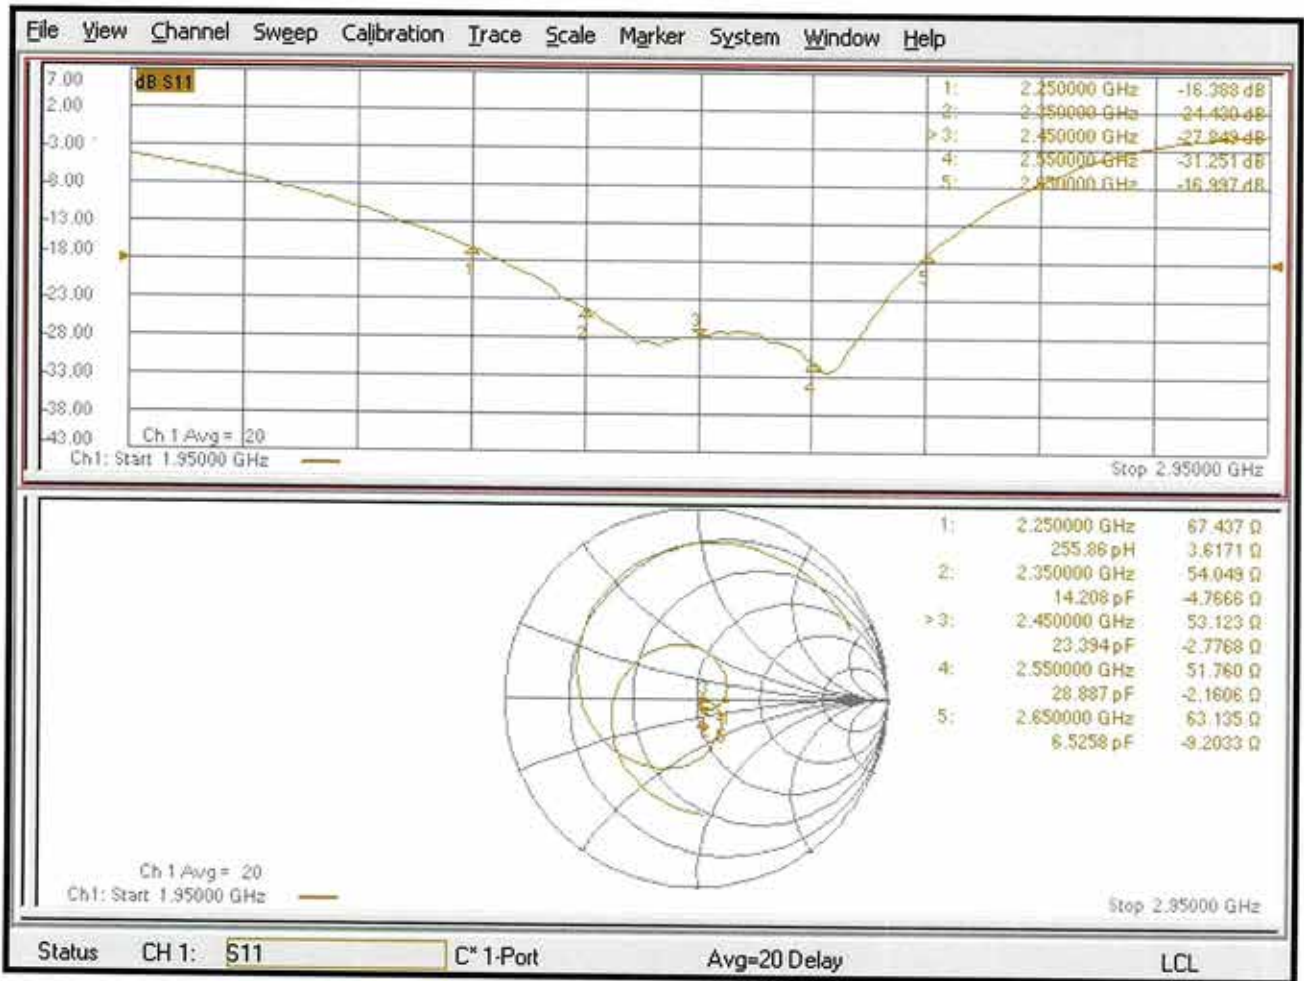 File View Channel Sweep Calibration Trace Scale Marker System Window Help
7.00
dB S11
2.00
-3.00
-8.00
-13.00
-18.00
-23.00
-28.00
-33.00
-38.00
-43.00
1: 2.250000 GHz -16.388 dB
2: 2.350000 GHz -24.430 dB
>3: 2.450000 GHz -27.849 dB
4: 2.550000 GHz -31.251 dB
5: 2.650000 GHz -16.997 dB
1
2
3
4
5
Ch 1 Avg = 20
Ch1: Start 1.95000 GHz
Stop 2.95000 GHz
1: 2.250000 GHz 67.437 Ω
255.86 pH 3.6171 Ω
2: 2.350000 GHz 54.049 Ω
14.208 pF -4.7666 Ω
>3: 2.450000 GHz 53.123 Ω
23.394 pF -2.7768 Ω
4: 2.550000 GHz 51.760 Ω
28.887 pF -2.1606 Ω
5: 2.650000 GHz 63.135 Ω
6.5258 pF -9.2033 Ω
Ch 1 Avg = 20
Ch1: Start 1.95000 GHz
Stop 2.95000 GHz
Status CH 1: S11 C* 1-Port Avg=20 Delay LCL